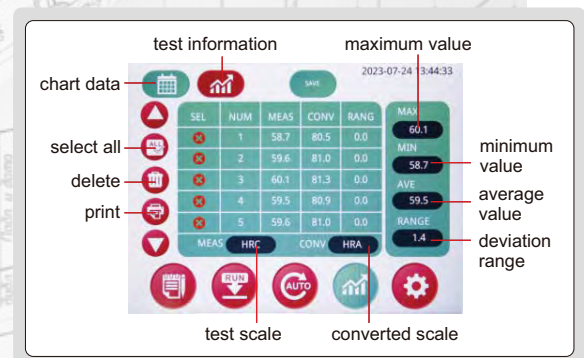 test information
maximum value
chart data
SAVE
2023-07-24 13:44:33
SEL NUM MEAS CONV RANG
1 58.7 80.5 0.0
2 59.6 81.0 0.0
3 60.1 81.3 0.0
4 59.5 80.9 0.0
5 59.6 81.0 0.0
MEAS HRC CONV HRA
MAX
60.1
MIN
58.7
AVE
59.5
RANGE
1.4
select all
ALL
delete
print
minimum
value
average
value
deviation
range
RUN
AUTO
test scale
converted scale